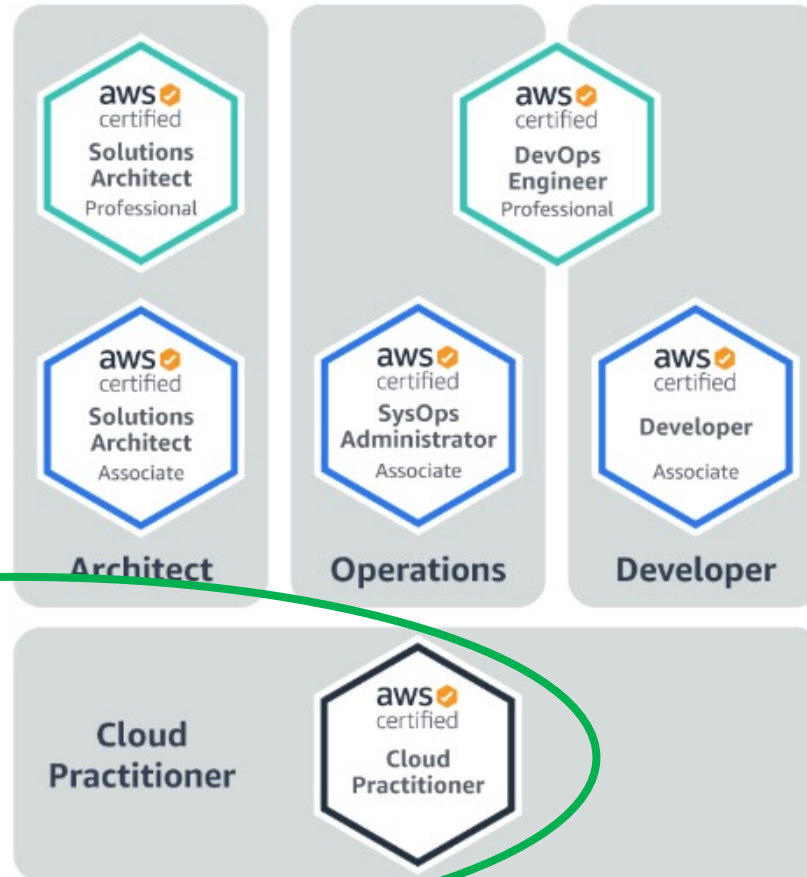 aws
certified
Solutions
Architect
Professional
aws
certified
DevOps
Engineer
Professional
aws
certified
Solutions
Architect
Associate
aws
certified
SysOps
Administrator
Associate
aws
certified
Developer
Associate
Architect
Operations
Developer
Cloud
Practitioner
aws
certified
Cloud
Practitioner